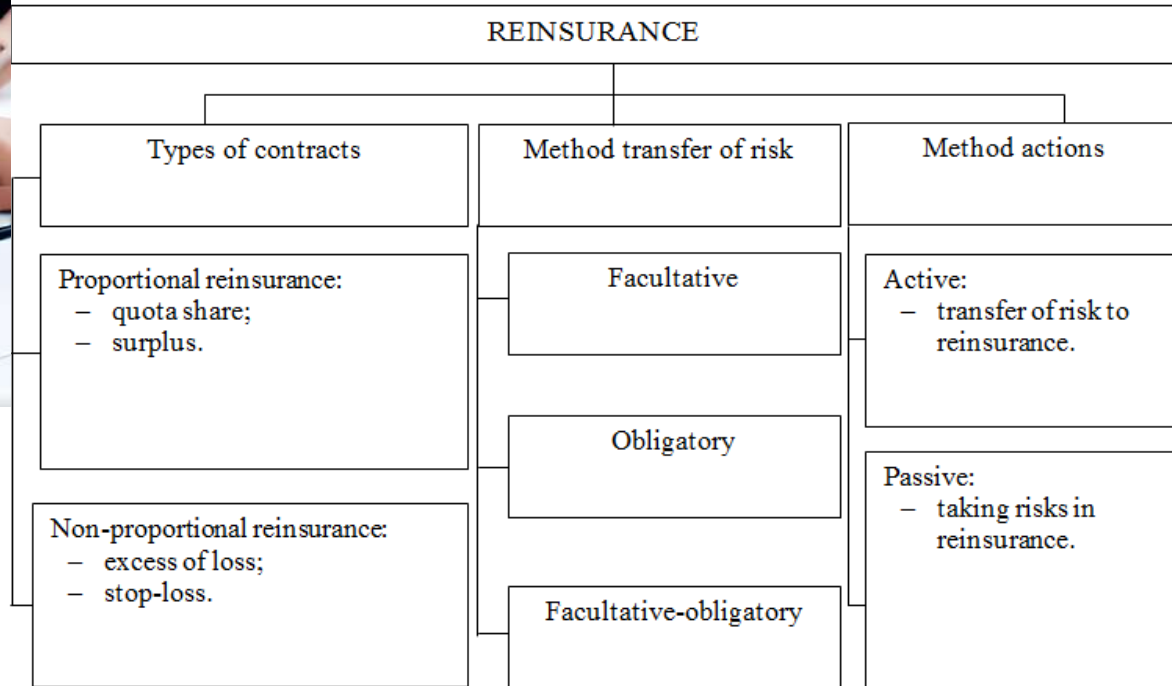 REINSURANCE
Types of contracts
Method transfer of risk
Method actions
Proportional reinsurance:
– quota share;
– surplus.
Non-proportional reinsurance:
– excess of loss;
– stop-loss.
Facultative
Obligatory
Facultative-obligatory
Active:
– transfer of risk to
reinsurance.
Passive:
– taking risks in
reinsurance.